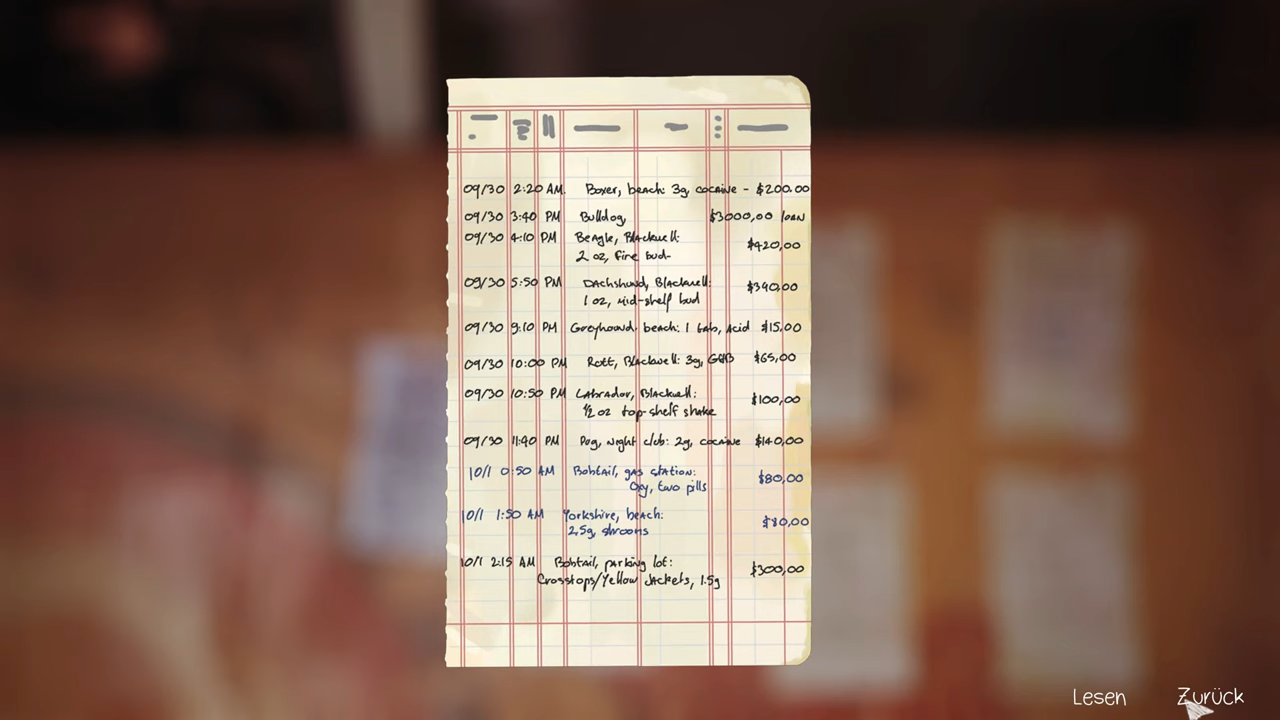 09/30 2:20 AM. Boxer, beach: 3g, cocaine - $200.00
09/30 3:40 PM Bulldog, $3000,00 loan
09/30 4:10 PM Beagle, Blackwell:
2 oz, fire bud- $420,00
09/30 5:50 PM Dachshund, Blackwell:
1 oz, mid-shelf bud $340,00
09/30 9:10 PM Greyhound, beach: 1 tab, acid $15.00
09/30 10:00 PM Rott, Blackwell: 3g, GHB $65,00
09/30 10:50 PM Labrador, Blackwell:
½ oz top-shelf shake $100,00
09/30 11:40 PM Pog, night club: 2g, cocaine $140,00
10/1 0:50 AM Bobtail, gas station:
Oxy, two pills $80,00
10/1 1:50 AM Yorkshire, beach:
2,5g, shrooms
10/1 2:15 AM Bobtail, parking lot:
Crosstops/Yellow Jackets, 1.5g $300,00
Lesen Zurück